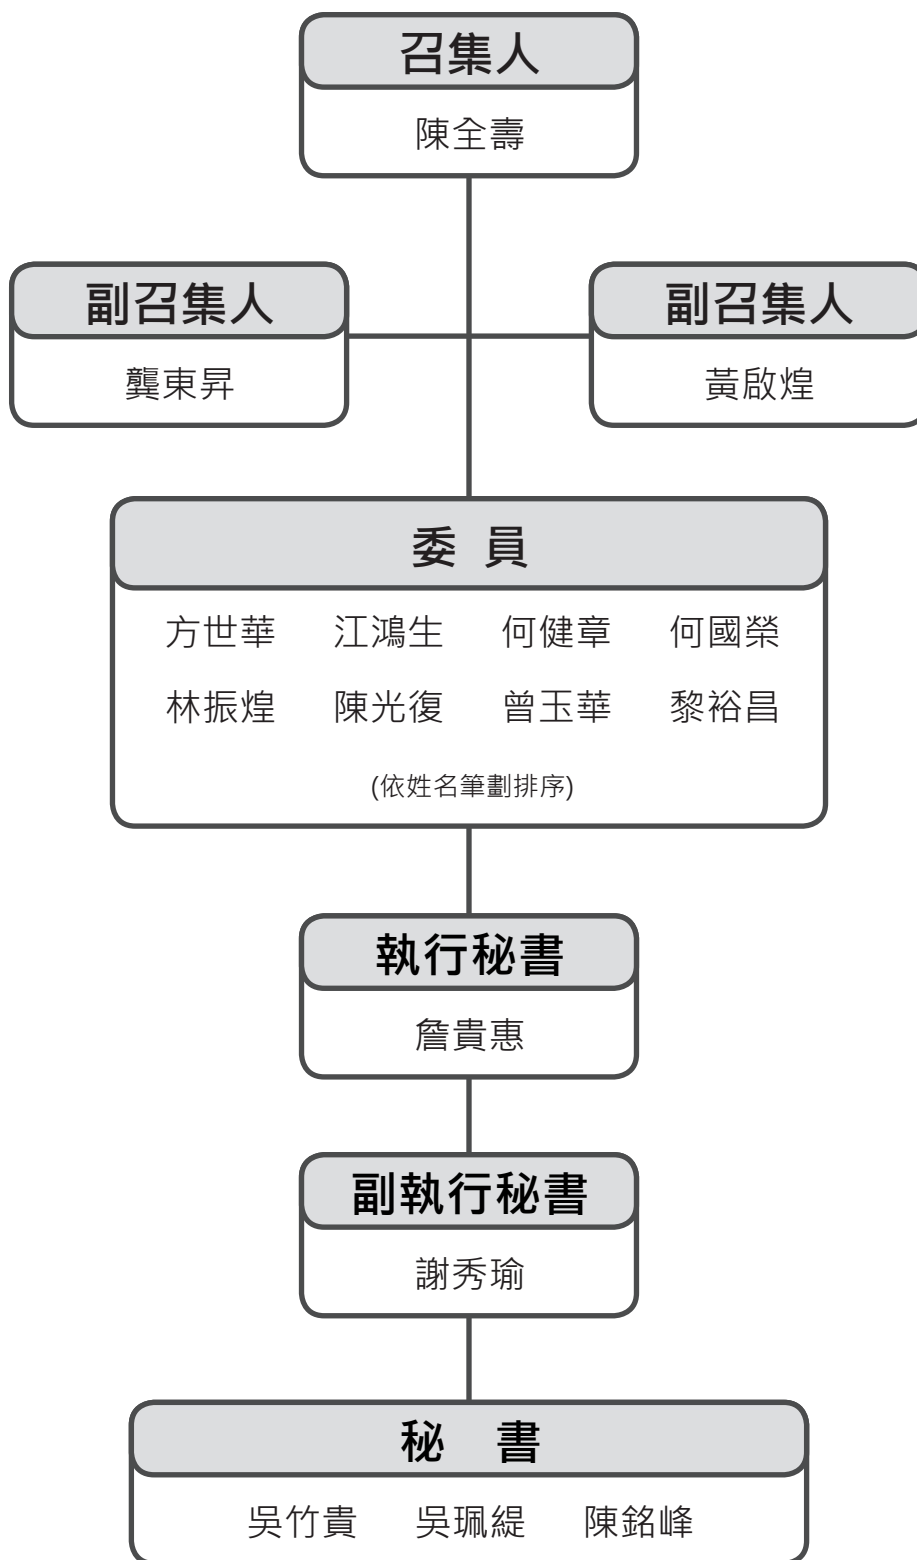 召集人
陳全壽
副召集人
龔東昇
副召集人
黃啟煌
委 員
方世華 江鴻生 何健章 何國榮
林振煌 陳光復 曾玉華 黎裕昌
(依姓名筆劃排序)
執行秘書
詹貴惠
副執行秘書
謝秀瑜
秘 書
吳竹貴 吳珮緹 陳銘峰